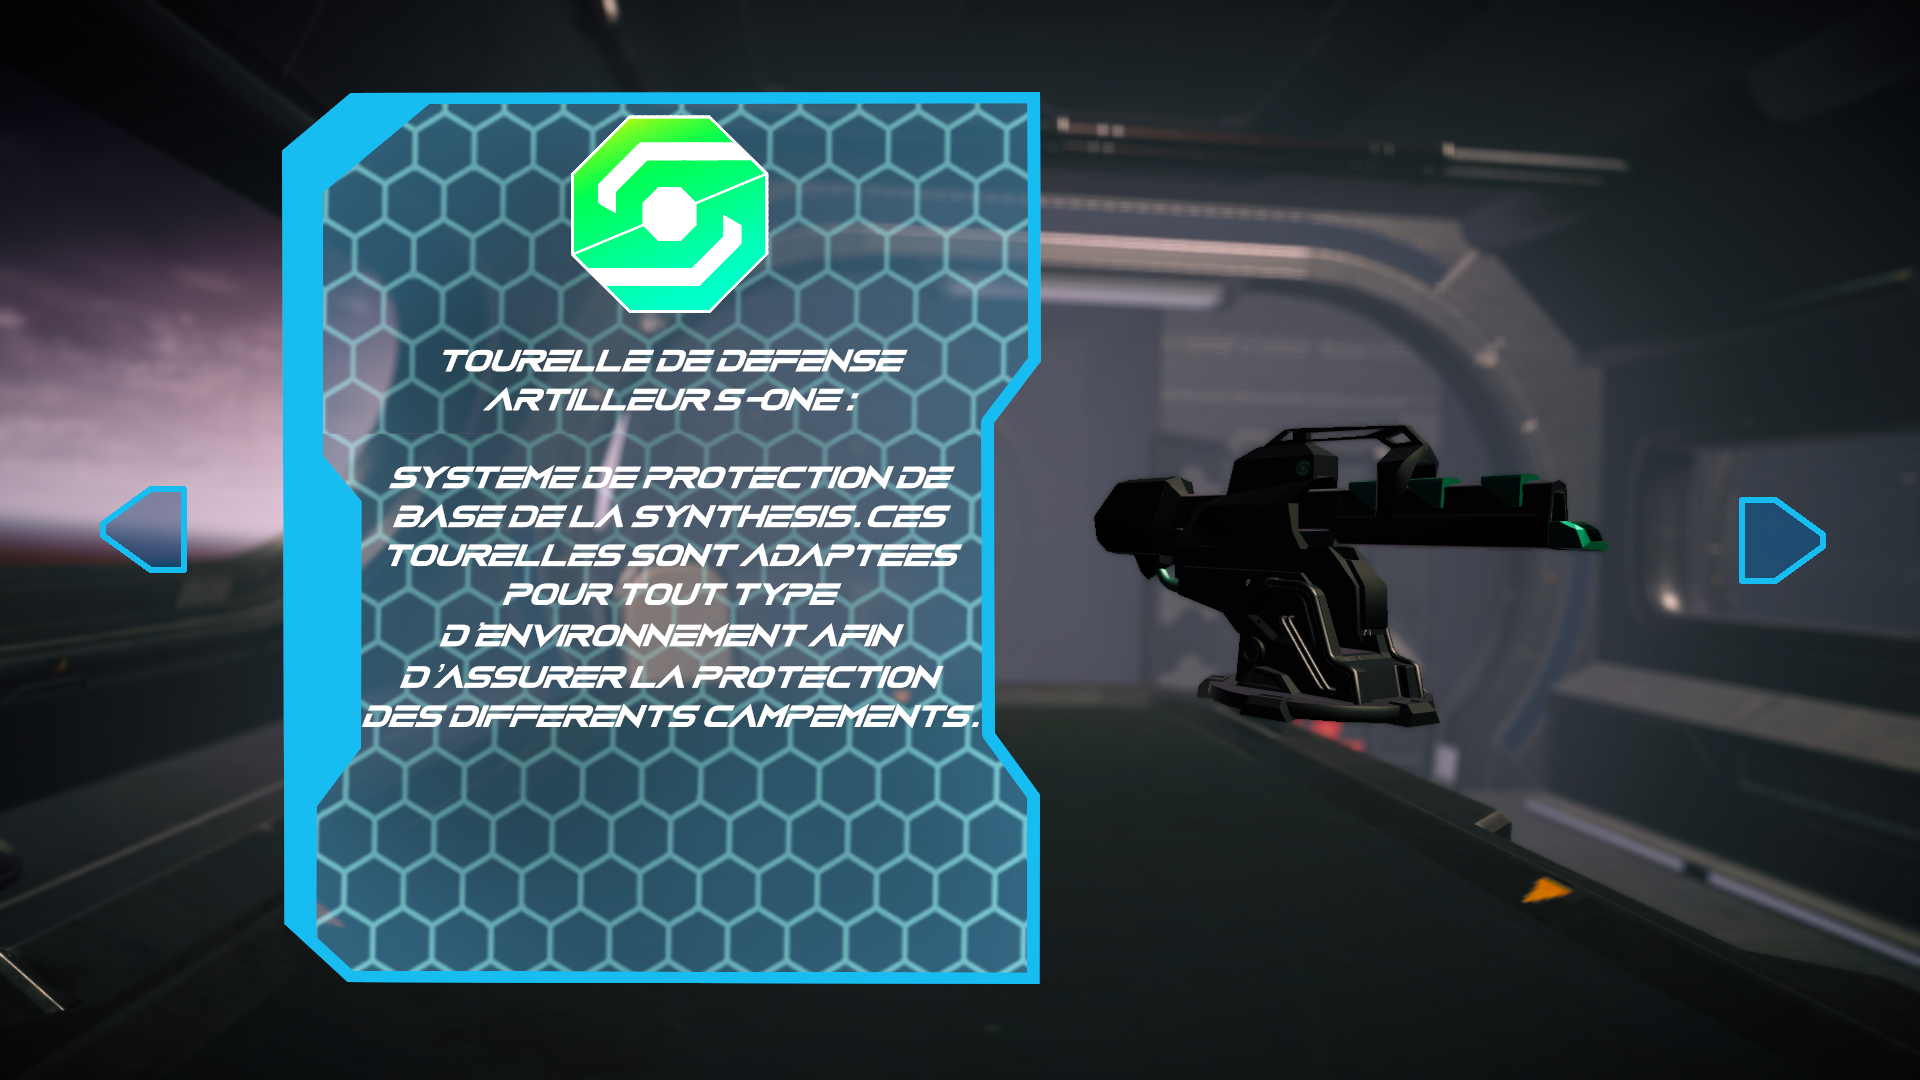 TOURELLE DE DEFENSE
ARTILLEUR S-ONE :
SYSTEME DE PROTECTION DE
BASE DE LA SYNTHESIS. CES
TOURELLES SONT ADAPTEES
POUR TOUT TYPE
D'ENVIRONNEMENT AFIN
D'ASSURER LA PROTECTION
DES DIFFERENTS CAMPEMENTS.